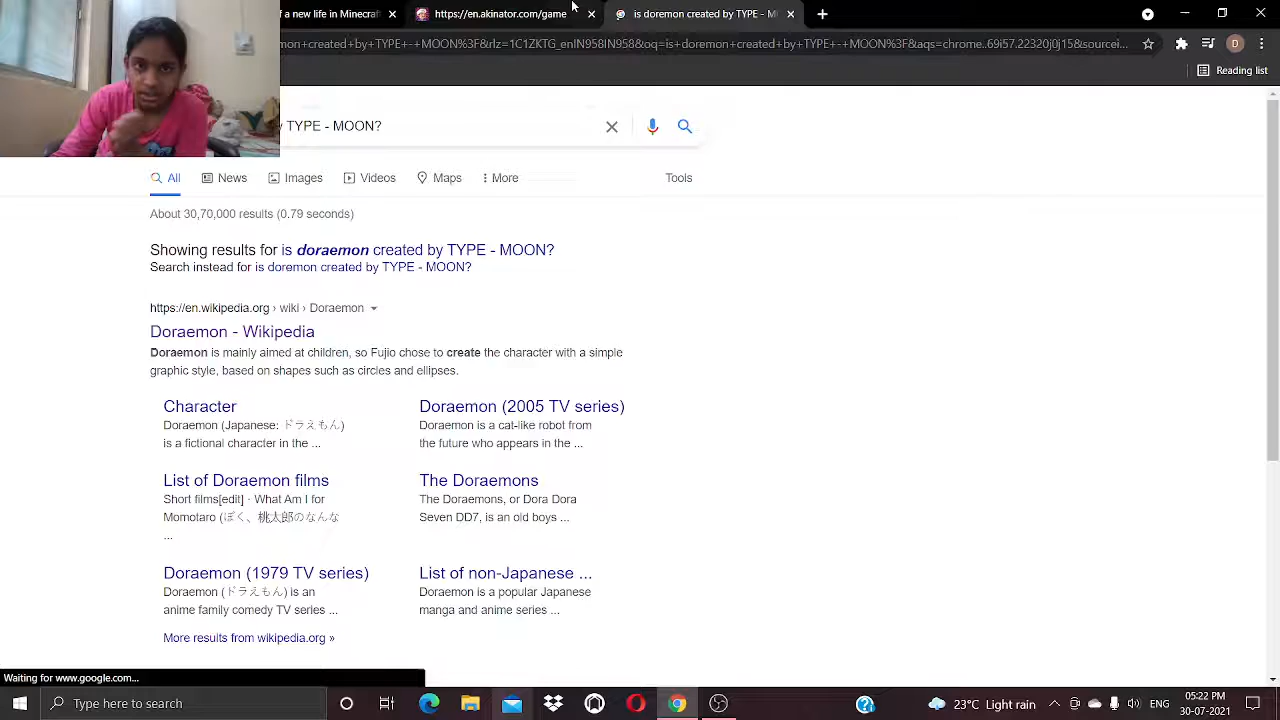 f a new life in Minecraf
https://en.akinator.com/game
is doremon created by TYPE - M
mon+created+by+TYPE+-+MOON%3F&rlz=1C1ZKTG_enIN958IN958&oq=is+doremon+created+by+TYPE+-+MOON%3F&aqs=chrome..69i57.22320j0j15&sourcei...
D
Reading list
y TYPE - MOON?
All
News
Images
Videos
Maps
More
Tools
About 30,70,000 results (0.79 seconds)
Showing results for is doraemon created by TYPE - MOON?
Search instead for is doremon created by TYPE - MOON?
https://en.wikipedia.org › wiki › Doraemon
Doraemon - Wikipedia
Doraemon is mainly aimed at children, so Fujio chose to create the character with a simple
graphic style, based on shapes such as circles and ellipses.
Character
Doraemon (Japanese: ドラえもん)
is a fictional character in the ...
Doraemon (2005 TV series)
Doraemon is a cat-like robot from
the future who appears in the ...
List of Doraemon films
Short films[edit] · What Am I for
Momotaro (ぼく、桃太郎のなんな
...
The Doraemons
The Doraemons, or Dora Dora
Seven DD7, is an old boys ...
Doraemon (1979 TV series)
Doraemon (ドラえもん) is an
anime family comedy TV series ...
List of non-Japanese ...
Doraemon is a popular Japanese
manga and anime series ...
More results from wikipedia.org »
Waiting for www.google.com...
Type here to search
23°C Light rain
ENG
05:22 PM
30-07-2021